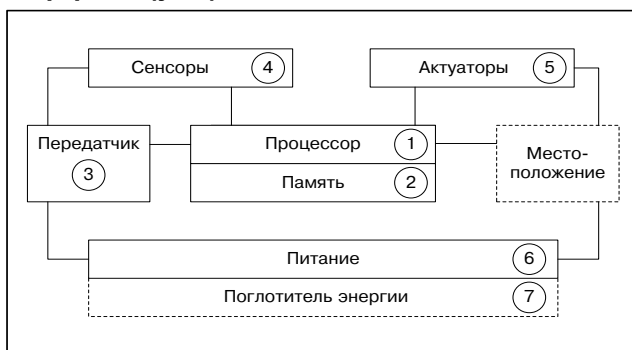 Сенсоры 4
Актуаторы 5
Передатчик
3
Процессор 1
Память 2
Место-
положение
Питание 6
Поглотитель энергии 7